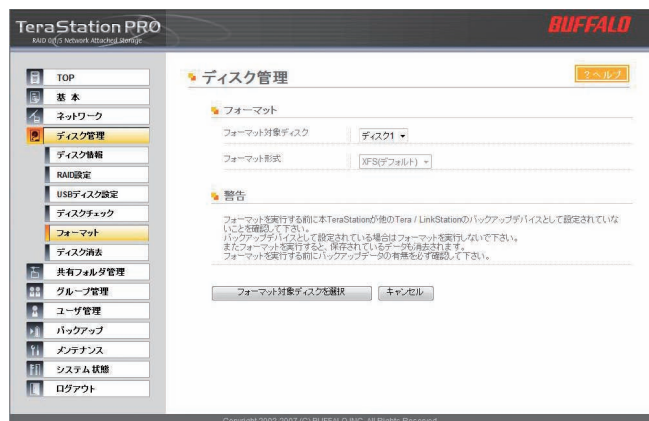 TeraStation PRO
RAID 0/1/5 Network Attached Storage
BUFFALO
TOP
基本
ネットワーク
ディスク管理
ディスク情報
RAID設定
USBディスク設定
ディスクチェック
フォーマット
ディスク消去
共有フォルダ管理
グループ管理
ユーザ管理
バックアップ
メンテナンス
システム状態
ログアウト
ディスク管理
?ヘルプ
フォーマット
フォーマット対象ディスク
ディスク1
フォーマット形式
XFS(デフォルト)
警告
フォーマットを実行する前に本TeraStationが他のTera / LinkStationのバックアップデバイスとして設定されていな
いことを確認して下さい。
バックアップデバイスとして設定されている場合はフォーマットを実行しないで下さい。
またフォーマットを実行すると、保存されているデータも消去されます。
フォーマットを実行する前にバックアップデータの有無を必ず確認して下さい。
フォーマット対象ディスクを選択
キャンセル
Copyright 2002-2007 (C) BUFFALO INC. All Rights Reserved.